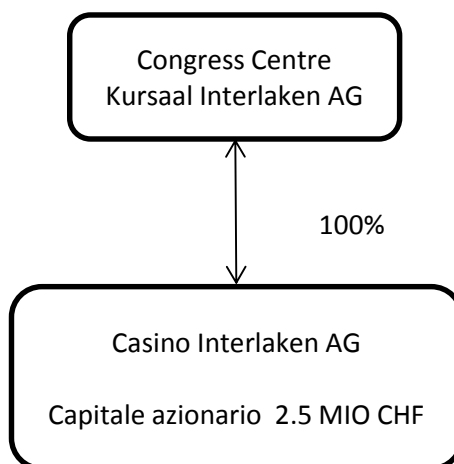 Congress Centre
Kursaal Interlaken AG
100%
Casino Interlaken AG
Capitale azionario 2.5 MIO CHF